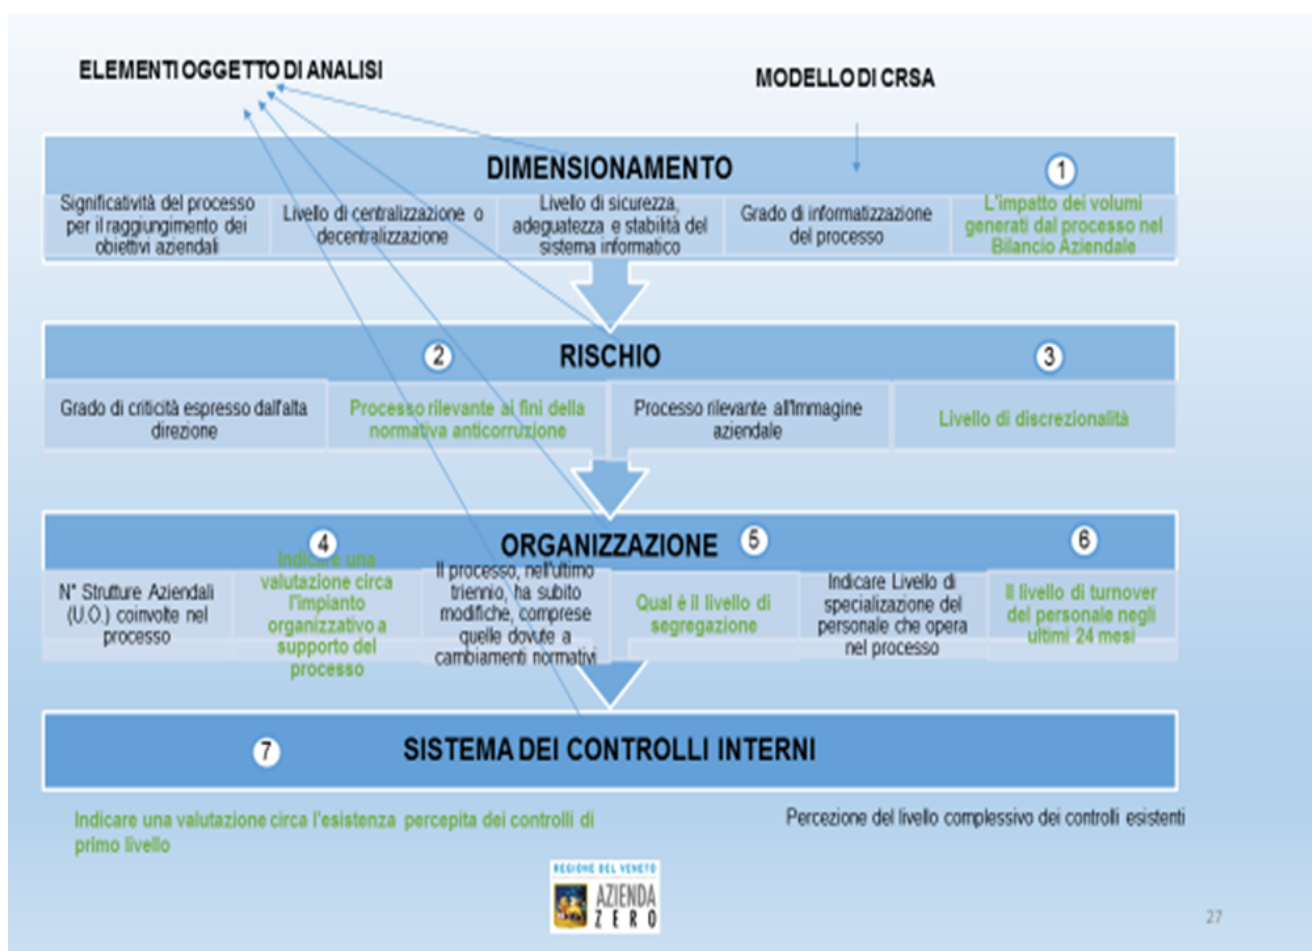 ELEMENTI OGGETTO DI ANALISI
MODELLO DI CRSA
DIMENSIONAMENTO
1
Significatività del processo
per il raggiungimento dei
obiettivi aziendali
Livello di centralizzazione o
decentralizzazione
Livello di sicurezza,
adeguatezza e stabilità del
sistema informatico
Grado di informatizzazione
del processo
L'impatto dei volumi
generati dal processo nel
Bilancio Aziendale
2
RISCHIO
3
Grado di criticità espresso dall'alta
direzione
Processo rilevante ai fini della
normativa anticorruzione
Processo rilevante all'Immagine
aziendale
Livello di discrezionalità
4
ORGANIZZAZIONE
5
6
N° Strutture Aziendali
(U.O.) coinvolte nel
processo
Indicare una
valutazione circa
l'impianto
organizzativo a
supporto del
processo
Il processo, nell'ultimo
triennio, ha subito
modifiche, comprese
quelle dovute a
cambiamenti normativi
Qual è il livello di
segregazione
Indicare Livello di
specializzazione del
personale che opera
nel processo
Il livello di turnover
del personale negli
ultimi 24 mesi
7
SISTEMA DEI CONTROLLI INTERNI
Indicare una valutazione circa l'esistenza percepita dei controlli di
primo livello
Percezione del livello complessivo dei controlli esistenti
REGIONE DEL VENETO
AZIENDA
ZERO
27